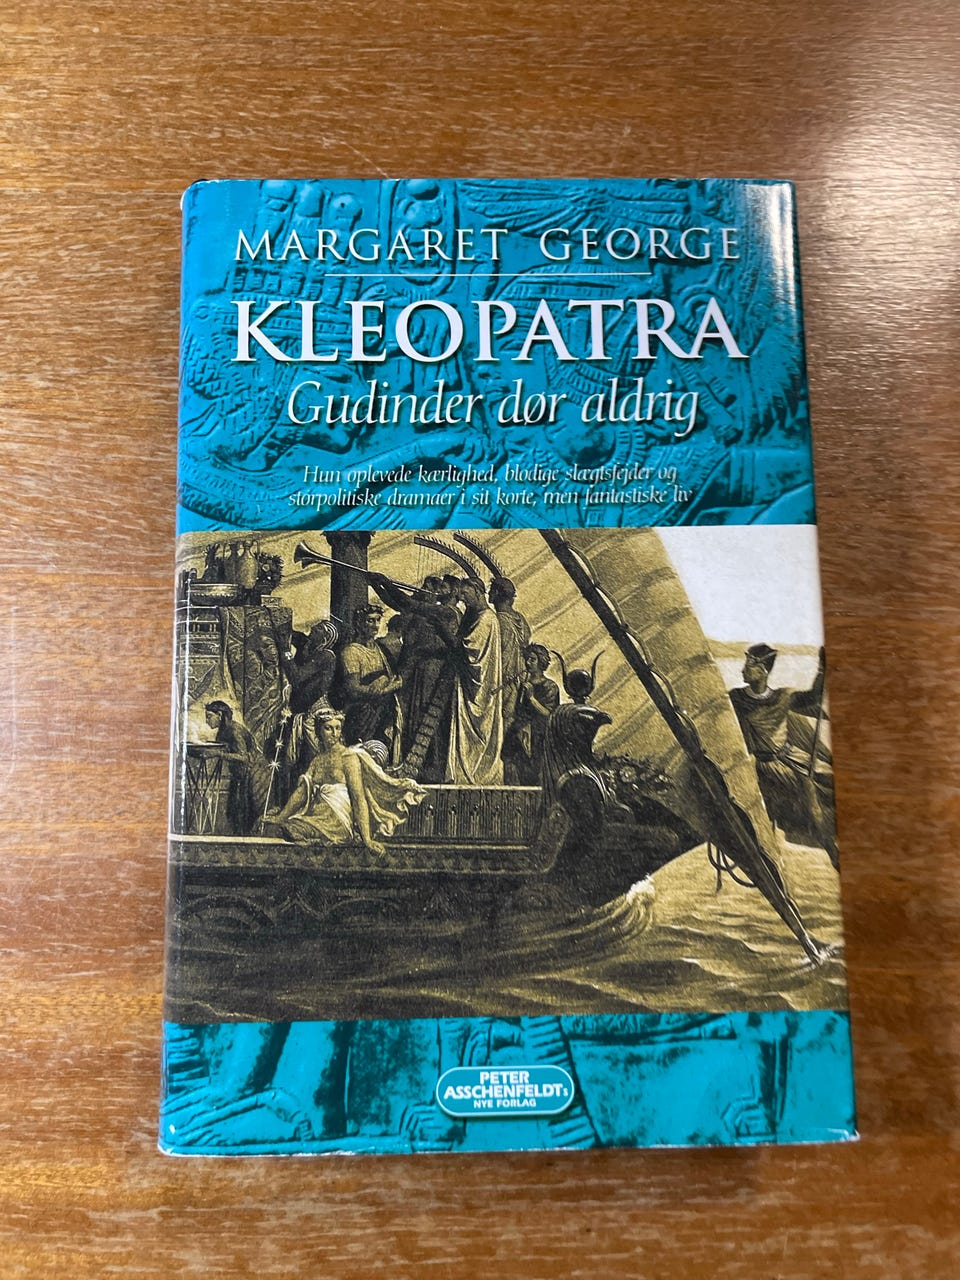 MARGARET GEORGE
KLEOPATRA
Gudinder dør aldrig
Hun oplevede kærlighed, blodige slægtsfejder og
storpolitiske dramaer i sit korte, men fantastiske liv
PETER
ASSCHENFELDTs
NYE FORLAG